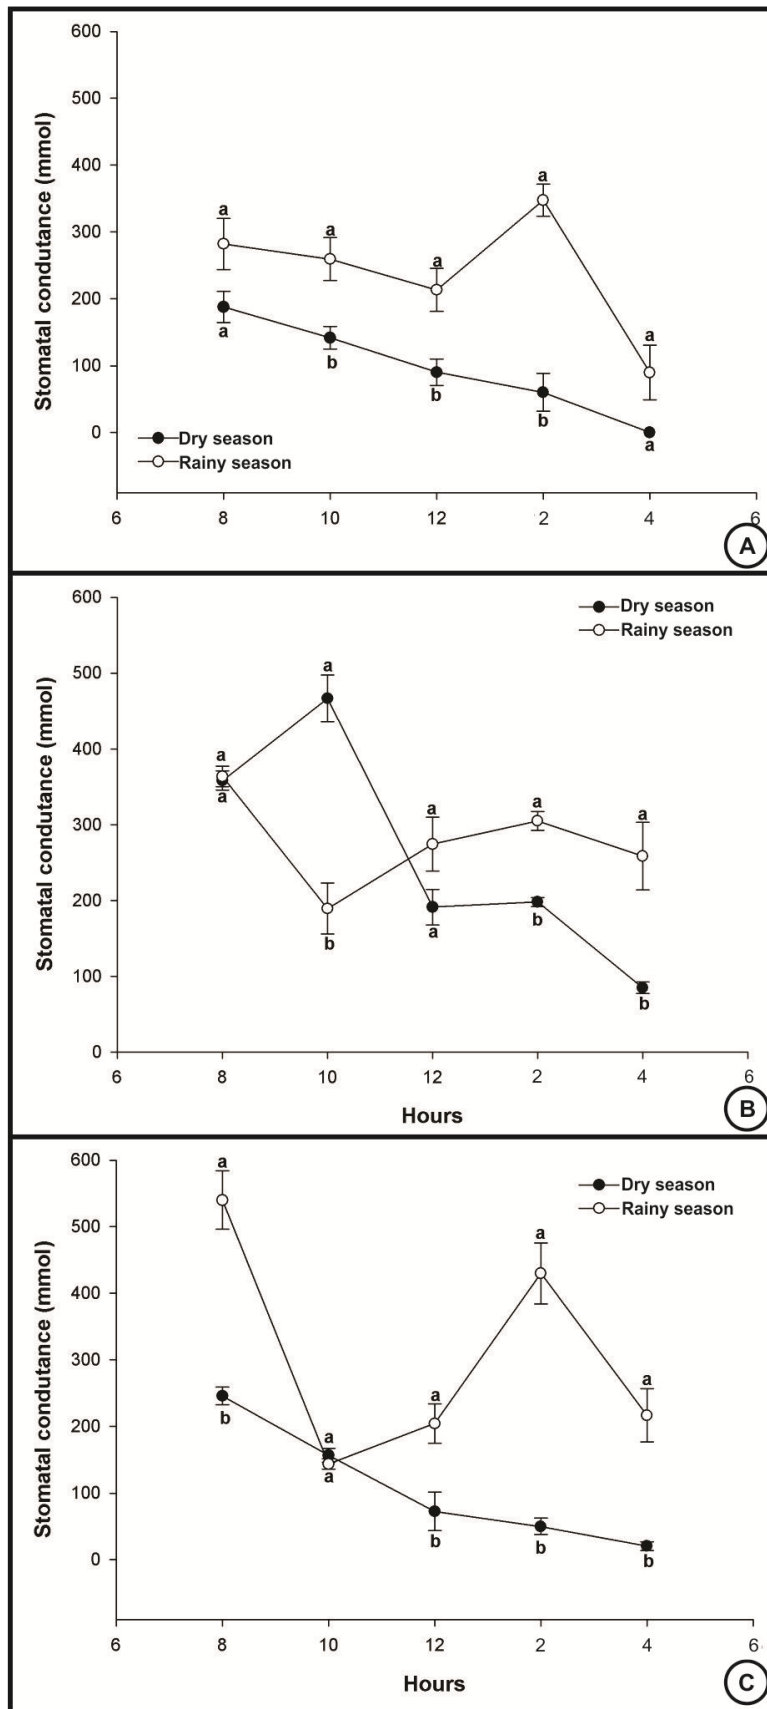 600
500
400
300
200
100
0
Stomatal condutance (mmol)
a
a
a
a
a
a
b
b
b
a
Dry season
Rainy season
6 8 10 12 2 4 6
A
600
500
400
300
200
100
0
Stomatal condutance (mmol)
Dry season
Rainy season
a
a
a
a
a
a
b
a
b
b
6 8 10 12 2 4 6
Hours
B
600
500
400
300
200
100
0
Stomatal condutance (mmol)
Dry season
Rainy season
a
a
a
a
a
b
a
b
b
b
6 8 10 12 2 4 6
Hours
C